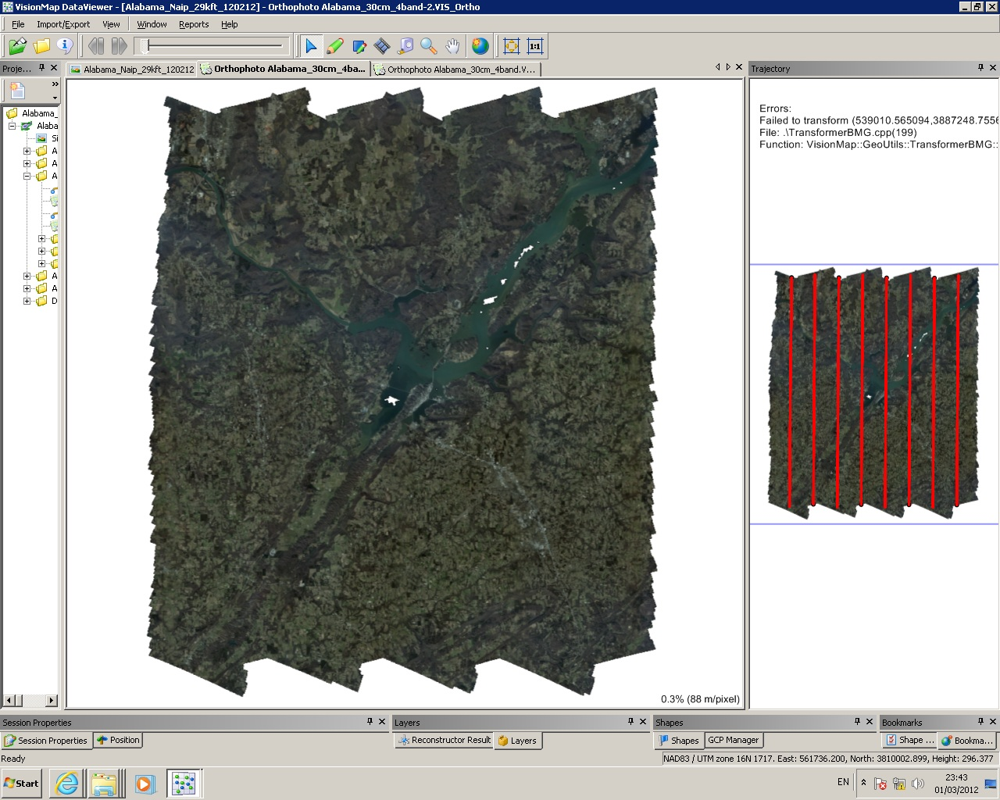 VisionMap DataViewer - [Alabama_Naip_29kft_120212] - Orthophoto Alabama_30cm_4band-2.VIS_Ortho
File Import/Export View Window Reports Help
1:1
Proje...
Alabama_Naip_29kft_120212
Orthophoto Alabama_30cm_4ba...
Orthophoto Alabama_30cm_4band.V...
Trajectory
Alabama_
Alaba
Si
A
A
A
A
A
D
Errors:
Failed to transform (539010.565094,3887248.7556
File: .\TransformerBMG.cpp(199)
Function: VisionMap::GeoUtils::TransformerBMG::
0.3% (88 m/pixel)
Session Properties
Layers
Shapes
Bookmarks
Session Properties
Position
Reconstructor Result
Layers
Shapes
GCP Manager
Shape ...
Bookma...
Ready
NAD83 / UTM zone 16N 1717. East: 561736.200, North: 3810002.899, Height: 296.377
Start
EN
23:43
01/03/2012